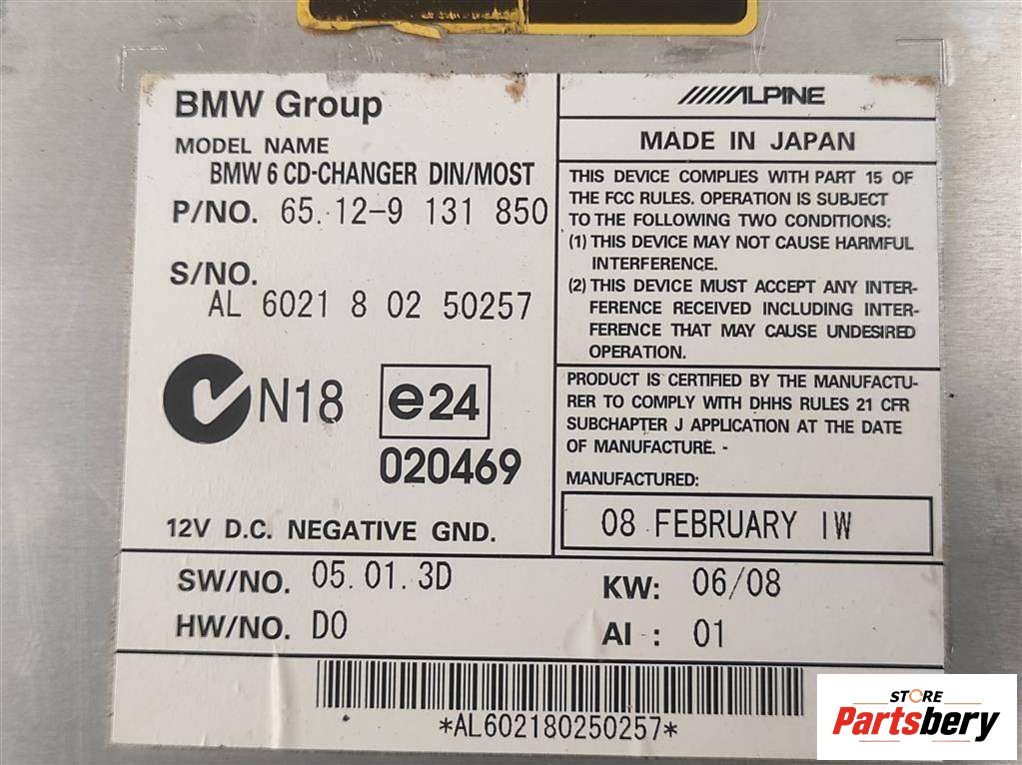 BMW Group
MODEL NAME
BMW 6 CD-CHANGER DIN/MOST
P/NO. 65.12-9 131 850
S/NO.
AL 6021 8 02 50257
N18
e24
020469
12V D.C. NEGATIVE GND.
ALPINE
MADE IN JAPAN
THIS DEVICE COMPLIES WITH PART 15 OF
THE FCC RULES. OPERATION IS SUBJECT
TO THE FOLLOWING TWO CONDITIONS:
(1) THIS DEVICE MAY NOT CAUSE HARMFUL
INTERFERENCE.
(2) THIS DEVICE MUST ACCEPT ANY INTER-
FERENCE RECEIVED INCLUDING INTER-
FERENCE THAT MAY CAUSE UNDESIRED
OPERATION.
PRODUCT IS CERTIFIED BY THE MANUFACTU-
RER TO COMPLY WITH DHHS RULES 21 CFR
SUBCHAPTER J APPLICATION AT THE DATE
OF MANUFACTURE. -
MANUFACTURED:
08 FEBRUARY 1W
SW/NO. 05.01.3D
KW: 06/08
HW/NO. D0
AI : 01
*AL602180250257*
STORE
Partsbery